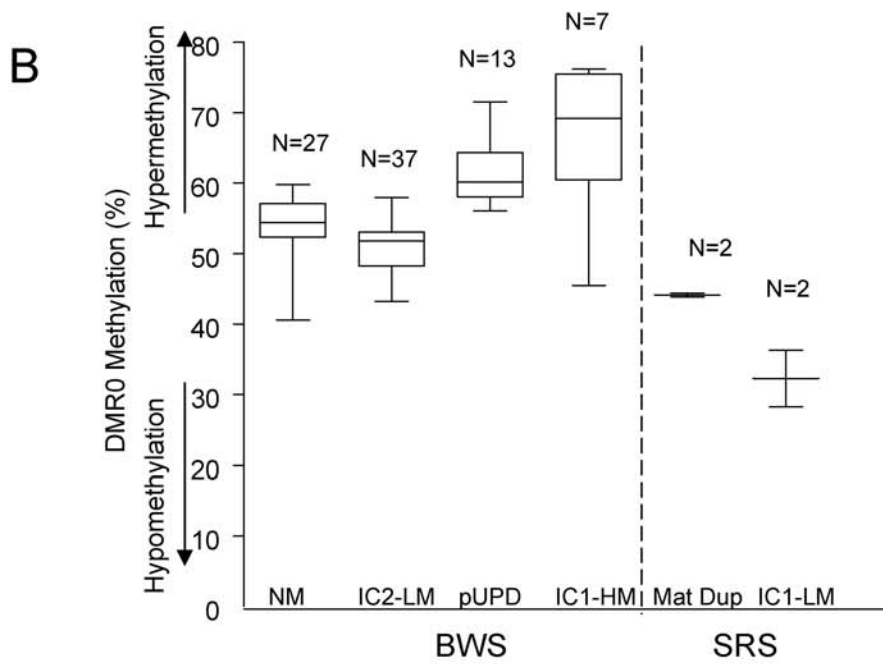 B
DMR0 Methylation (%)
Hypermethylation
Hypomethylation
80
70
60
50
40
30
20
10
0
N=27
N=37
N=13
N=7
N=2
N=2
NM IC2-LM pUPD IC1-HM Mat Dup IC1-LM
BWS SRS